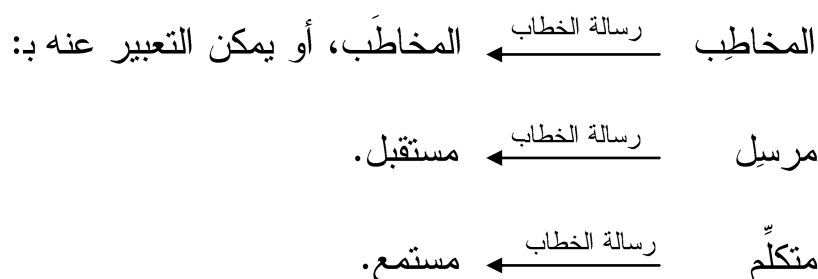 المخاطِب رسالة الخطاب المخاطَب، أو يمكن التعبير عنه بـ:
مرسِل رسالة الخطاب مستقبل.
متكلِّم رسالة الخطاب مستمع.